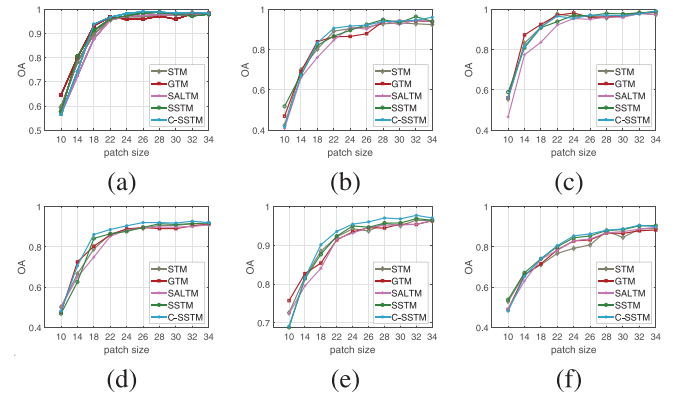 1
0.9
0.8
0.7
0.6
0.5
OA
10 14 18 22 26 28 30 32 34
patch size
STM
GTM
SALTM
SSTM
C-SSTM
(a)
1
0.8
0.6
0.4
OA
10 14 18 22 24 26 28 30 32 34
patch size
STM
GTM
SALTM
SSTM
C-SSTM
(b)
1
0.8
0.6
0.4
OA
10 14 18 22 24 26 28 30 32 34
patch size
STM
GTM
SALTM
SSTM
C-SSTM
(c)
1
0.8
0.6
0.4
OA
10 14 18 22 24 26 28 30 32 34
patch size
STM
GTM
SALTM
SSTM
C-SSTM
(d)
1
0.9
0.8
0.7
OA
10 14 18 22 24 26 28 30 32 34
patch size
STM
GTM
SALTM
SSTM
C-SSTM
(e)
1
0.8
0.6
0.4
OA
10 14 18 22 24 26 28 30 32 34
patch size
STM
GTM
SALTM
SSTM
C-SSTM
(f)